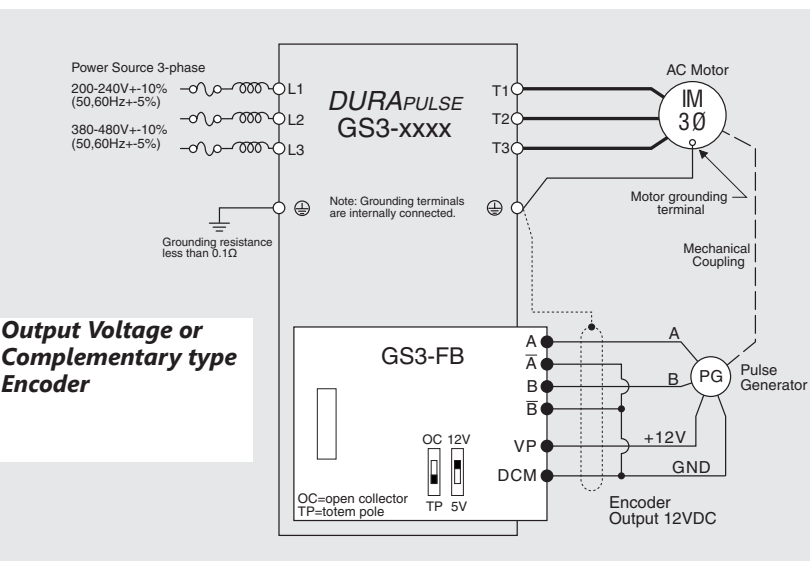 Power Source 3-phase
200-240V+-10%
(50,60Hz+-5%)
380-480V+-10%
(50,60Hz+-5%)
L1
L2
L3
DURAPULSE
GS3-xxxx
T1
T2
T3
AC Motor
IM
3Ø
Note: Grounding terminals
are internally connected.
Grounding resistance
less than 0.1Ω
Motor grounding
terminal
Mechanical
Coupling
Output Voltage or
Complementary type
Encoder
GS3-FB
A
A̅
B
B̅
VP
DCM
OC 12V
TP 5V
OC=open collector
TP=totem pole
A
B
+12V
GND
PG
Pulse
Generator
Encoder
Output 12VDC